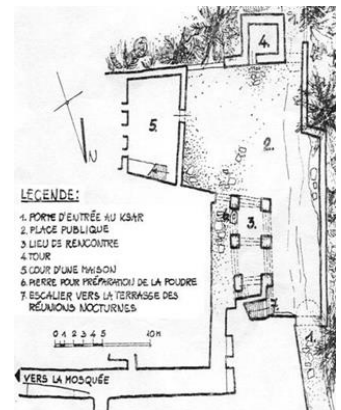 4.
5.
2.
N
6
3.
LEGENDE:
1. PORTE D'ENTRÉE AU KSAR
2. PLACE PUBLIQUE
3 LIEU DE RENCONTRE
4 TOUR
5 COUR D'UNE MAISON
6. PIERRE POUR PRÉPARATION DE LA POUDRE
7. ESCALIER VERS LA TERRASSE DES
RÉUNIONS NOCTURNES
7.
0 1 2 3 4 5 10m
1.
VERS LA MOSQUÉE